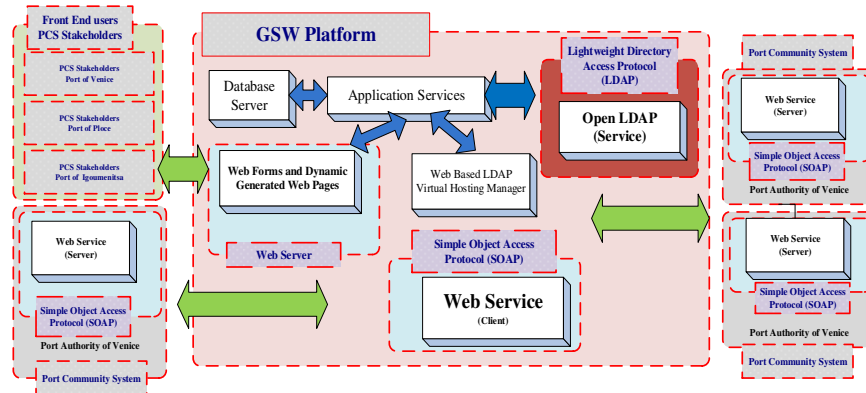 Front End users
PCS Stakeholders
PCS Stakeholders
Port of Venice
PCS Stakeholders
Port of Ploce
PCS Stakeholders
Port of Igoumenitsa
Web Service
(Server)
Simple Object Access
Protocol (SOAP)
Port Authority of Venice
Port Community System
GSW Platform
Database
Server
Application Services
Lightweight Directory
Access Protocol
(LDAP)
Open LDAP
(Service)
Web Forms and Dynamic
Generated Web Pages
Web Server
Web Based LDAP
Virtual Hosting Manager
Simple Object Access
Protocol (SOAP)
Web Service
(Client)
Port Community System
Web Service
(Server)
Simple Object Access
Protocol (SOAP)
Port Authority of Venice
Web Service
(Server)
Simple Object Access
Protocol (SOAP)
Port Authority of Venice
Port Community System